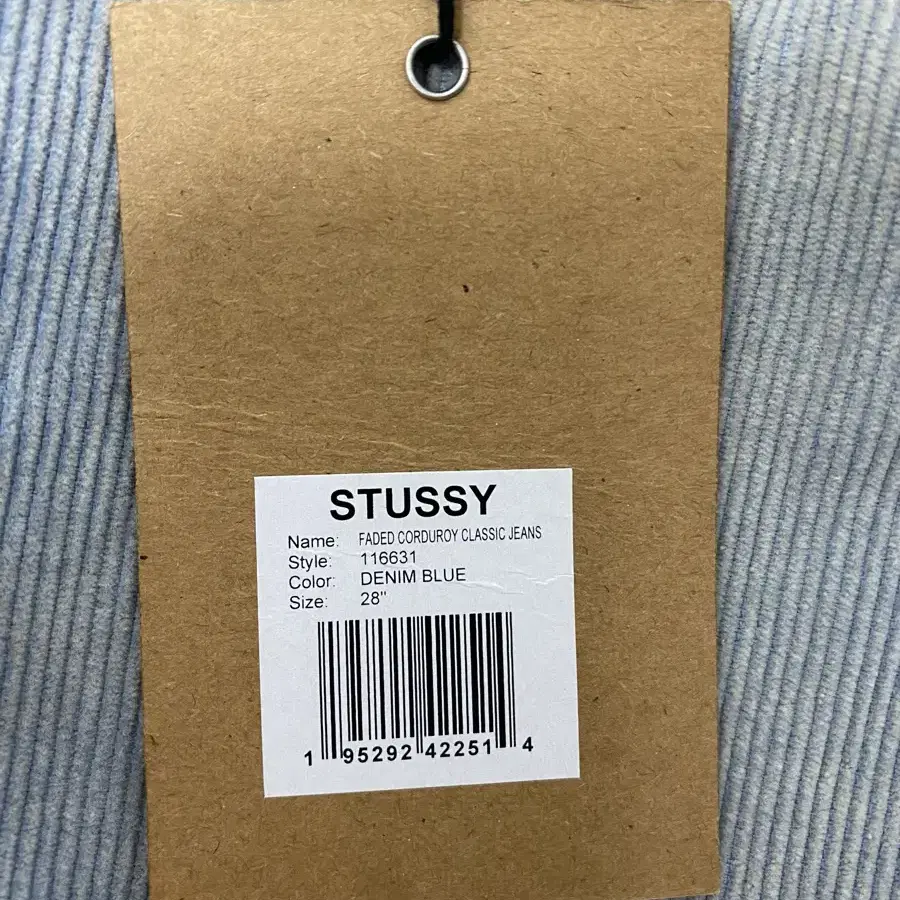 STUSSY
Name: FADED CORDUROY CLASSIC JEANS
Style: 116631
Color: DENIM BLUE
Size: 28"
1 95292 42251 4